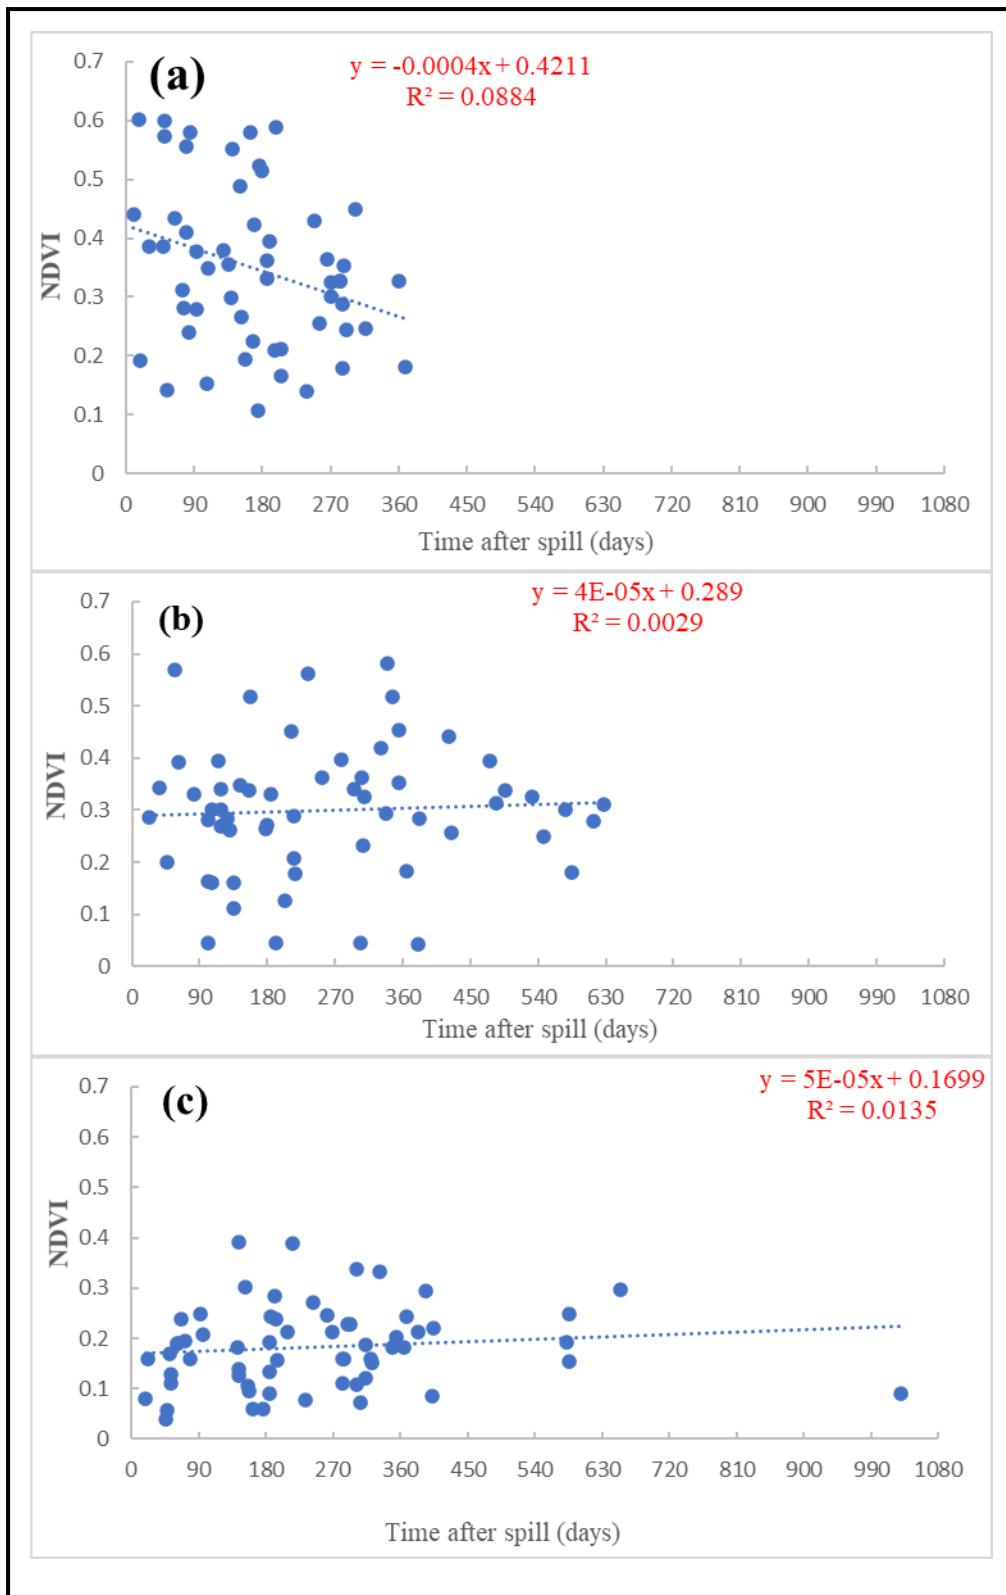 (a)
y = -0.0004x + 0.4211
R² = 0.0884
0.7
0.6
0.5
0.4
0.3
0.2
0.1
0
NDVI
0 90 180 270 360 450 540 630 720 810 900 990 1080
Time after spill (days)
(b)
y = 4E-05x + 0.289
R² = 0.0029
0.7
0.6
0.5
0.4
0.3
0.2
0.1
0
NDVI
0 90 180 270 360 450 540 630 720 810 900 990 1080
Time after spill (days)
(c)
y = 5E-05x + 0.1699
R² = 0.0135
0.7
0.6
0.5
0.4
0.3
0.2
0.1
0
NDVI
0 90 180 270 360 450 540 630 720 810 900 990 1080
Time after spill (days)